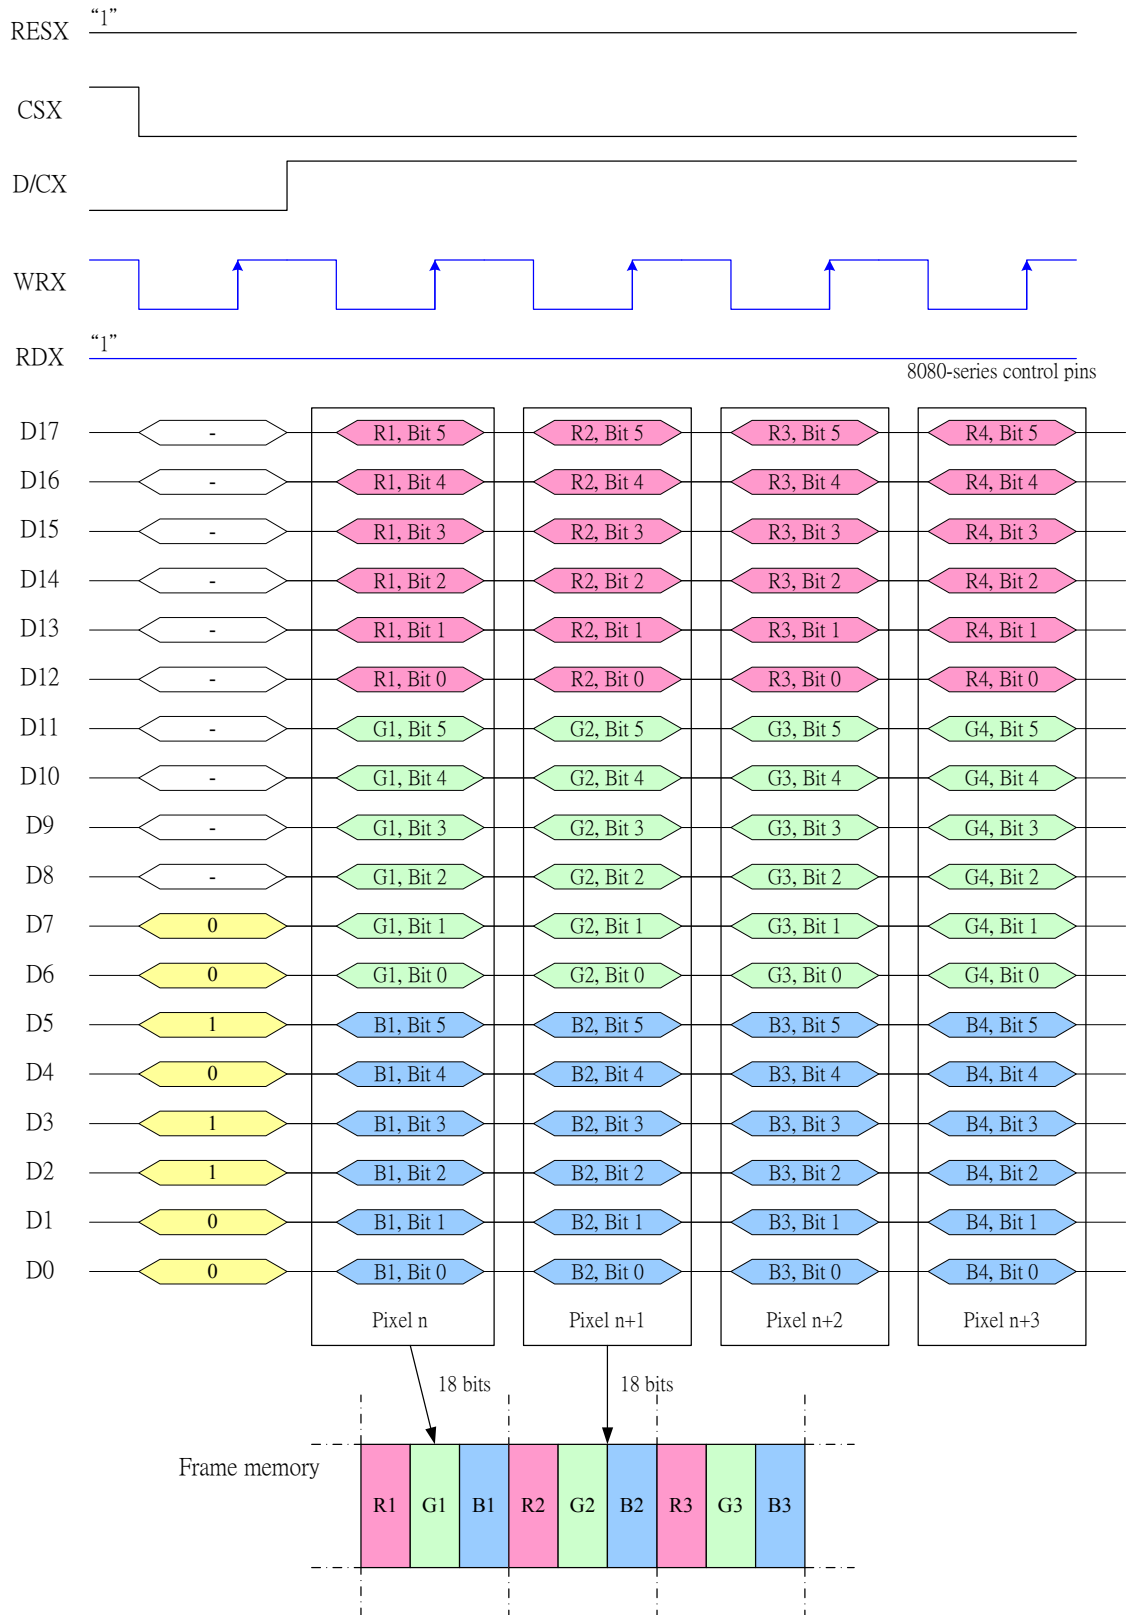 RESX “1”
CSX
D/CX
WRX
RDX “1”
8080-series control pins
D17 - R1, Bit 5 R2, Bit 5 R3, Bit 5 R4, Bit 5
D16 - R1, Bit 4 R2, Bit 4 R3, Bit 4 R4, Bit 4
D15 - R1, Bit 3 R2, Bit 3 R3, Bit 3 R4, Bit 3
D14 - R1, Bit 2 R2, Bit 2 R3, Bit 2 R4, Bit 2
D13 - R1, Bit 1 R2, Bit 1 R3, Bit 1 R4, Bit 1
D12 - R1, Bit 0 R2, Bit 0 R3, Bit 0 R4, Bit 0
D11 - G1, Bit 5 G2, Bit 5 G3, Bit 5 G4, Bit 5
D10 - G1, Bit 4 G2, Bit 4 G3, Bit 4 G4, Bit 4
D9 - G1, Bit 3 G2, Bit 3 G3, Bit 3 G4, Bit 3
D8 - G1, Bit 2 G2, Bit 2 G3, Bit 2 G4, Bit 2
D7 0 G1, Bit 1 G2, Bit 1 G3, Bit 1 G4, Bit 1
D6 0 G1, Bit 0 G2, Bit 0 G3, Bit 0 G4, Bit 0
D5 1 B1, Bit 5 B2, Bit 5 B3, Bit 5 B4, Bit 5
D4 0 B1, Bit 4 B2, Bit 4 B3, Bit 4 B4, Bit 4
D3 1 B1, Bit 3 B2, Bit 3 B3, Bit 3 B4, Bit 3
D2 1 B1, Bit 2 B2, Bit 2 B3, Bit 2 B4, Bit 2
D1 0 B1, Bit 1 B2, Bit 1 B3, Bit 1 B4, Bit 1
D0 0 B1, Bit 0 B2, Bit 0 B3, Bit 0 B4, Bit 0
Pixel n Pixel n+1 Pixel n+2 Pixel n+3
18 bits 18 bits
Frame memory
R1 G1 B1 R2 G2 B2 R3 G3 B3